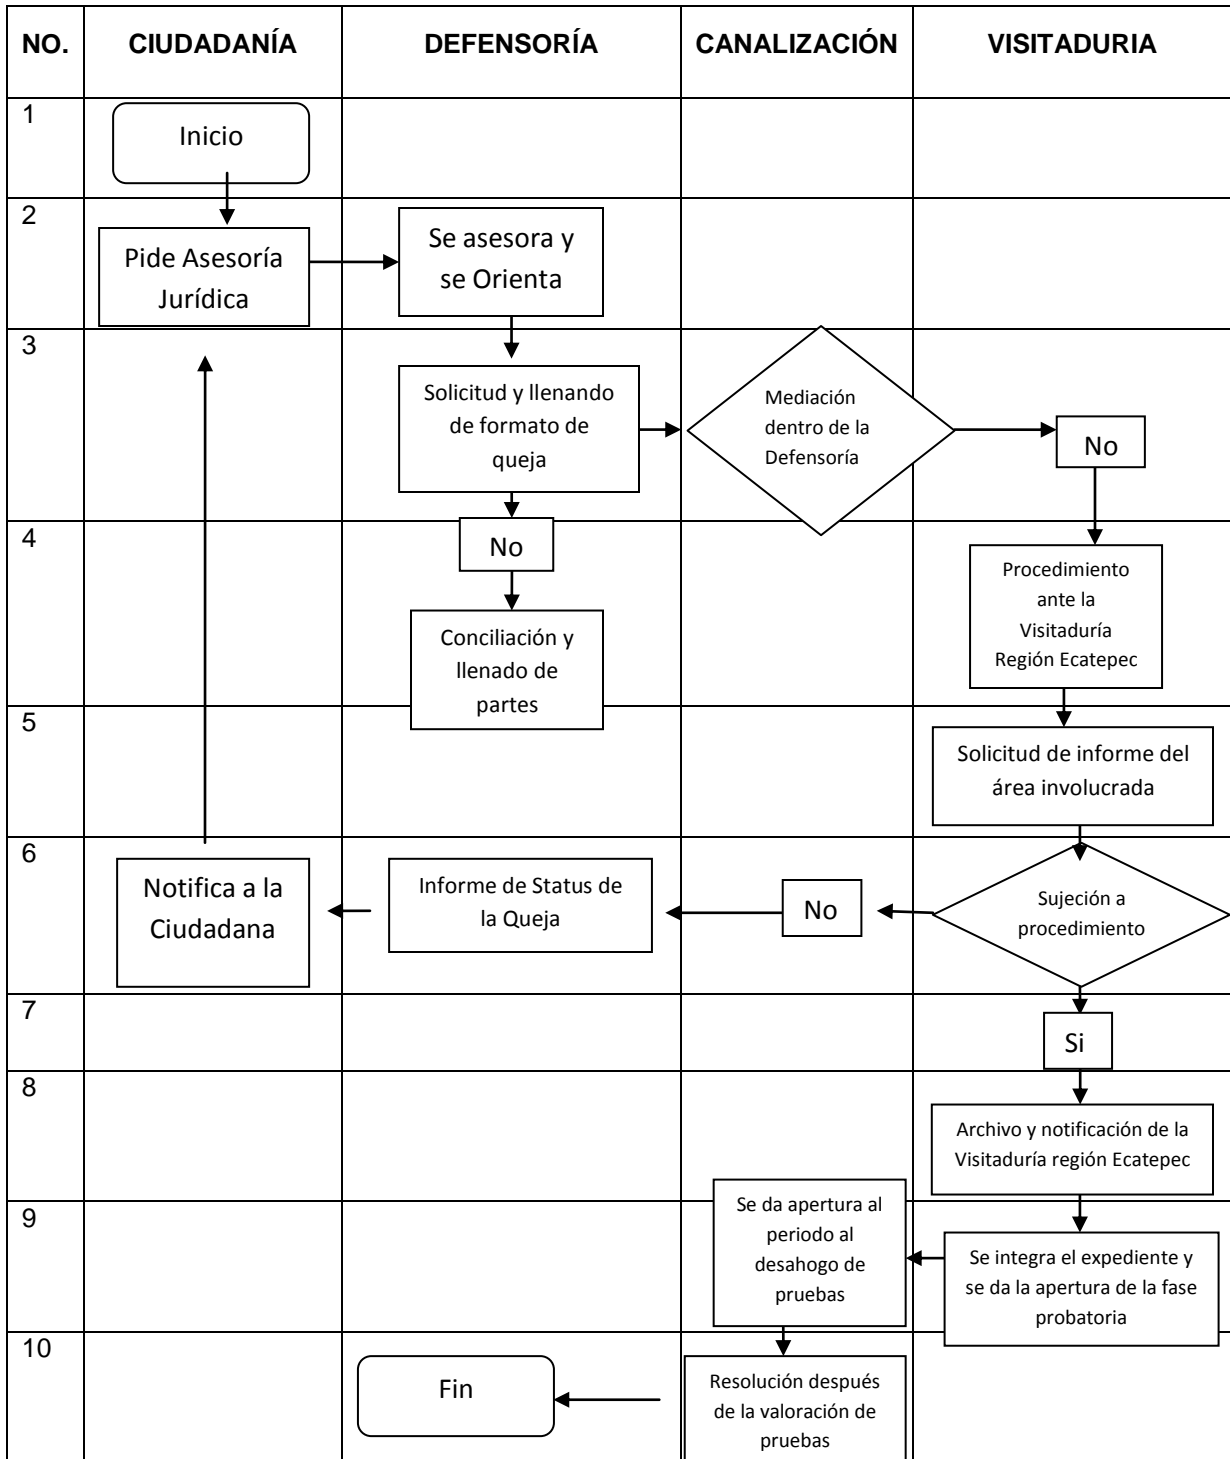 NO.
CIUDADANÍA
DEFENSORÍA
CANALIZACIÓN
VISITADURIA
1
Inicio
2
Pide Asesoría
Jurídica
Se asesora y
se Orienta
3
Solicitud y llenando
de formato de
queja
Mediación
dentro de la
Defensoría
No
4
No
Conciliación y
llenado de
partes
Procedimiento
ante la
Visitaduría
Región Ecatepec
5
Solicitud de informe del
área involucrada
6
Notifica a la
Ciudadana
Informe de Status de
la Queja
No
Sujeción a
procedimiento
7
Si
8
Archivo y notificación de la
Visitaduría región Ecatepec
9
Se da apertura al
periodo al
desahogo de
pruebas
Se integra el expediente y
se da la apertura de la fase
probatoria
10
Fin
Resolución después
de la valoración de
pruebas